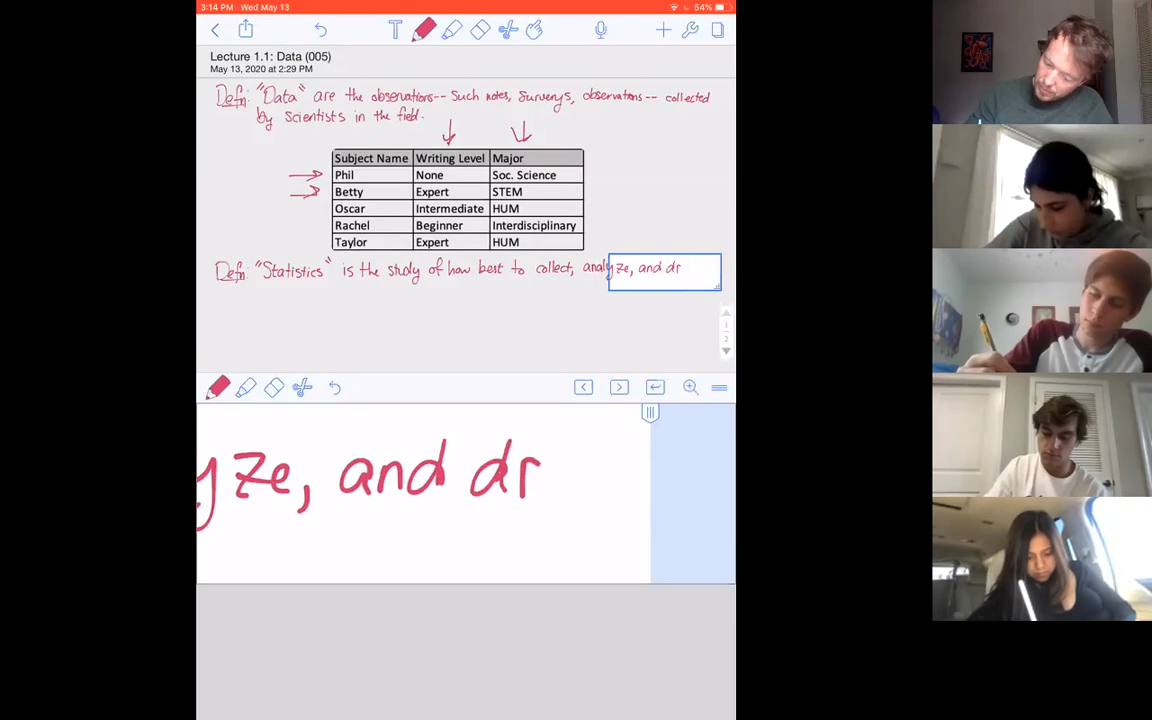 3:14 PM Wed May 13
54%
Lecture 1.1: Data (005)
May 13, 2020 at 2:29 PM
Defn: "Data" are the observations-- Such notes, Surverys, observations-- collected
by Scientists in the field.
Subject Name Writing Level Major
Phil None Soc. Science
Betty Expert STEM
Oscar Intermediate HUM
Rachel Beginner Interdisciplinary
Taylor Expert HUM
Defn: "Statistics" is the study of how best to collect, analyze, and dr
1
2
yze, and dr